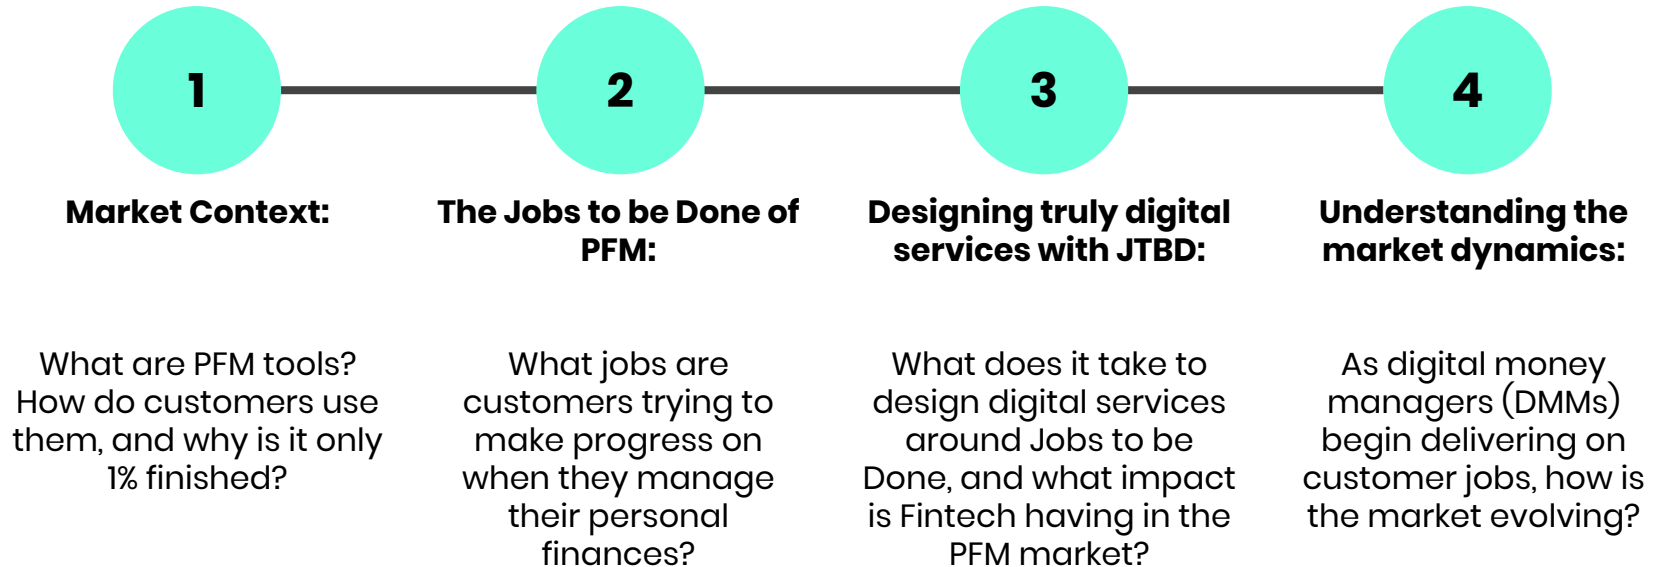 1
2
3
4
Market Context:
What are PFM tools?
How do customers use
them, and why is it only
1% finished?
The Jobs to be Done of
PFM:
What jobs are
customers trying to
make progress on
when they manage
their personal
finances?
Designing truly digital
services with JTBD:
What does it take to
design digital services
around Jobs to be
Done, and what impact
is Fintech having in the
PFM market?
Understanding the
market dynamics:
As digital money
managers (DMMs)
begin delivering on
customer jobs, how is
the market evolving?